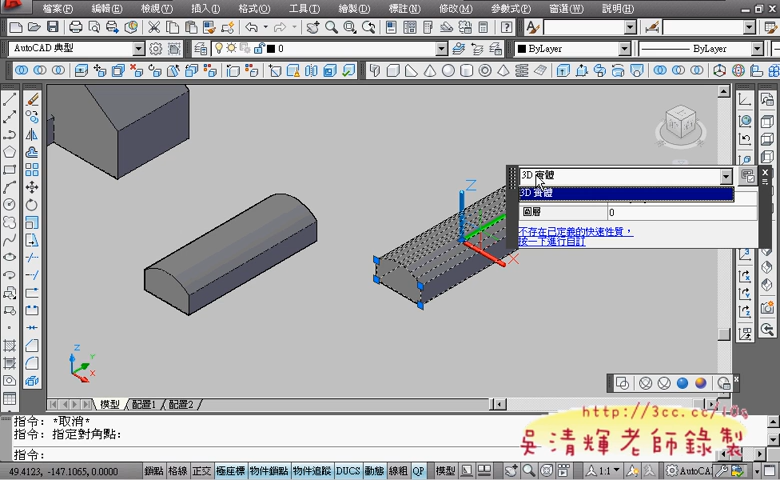 檔案(F) 編輯(E) 檢視(V) 插入(I) 格式(O) 工具(T) 繪製(D) 標註(N) 修改(M) 參數式(P) 視窗(W) 說明(H)
AutoCAD 典型 0 ByLayer ByLayer
3D 實體
3D 實體
圖層 0
不存在已定義的快速性質，
按一下進行自訂
Z
X
Z
Y
X
模型 配置1 配置2
指令: *取消*
指令: 指定對角點:
指令:
http://3cc.cc/10g
吳清輝老師錄製
49.4123, -147.1065, 0.0000 鎖點 格線 正交 極座標 物件鎖點 物件追蹤 DUCS 動態 線粗 QP 模型 1:1 AutoCAD